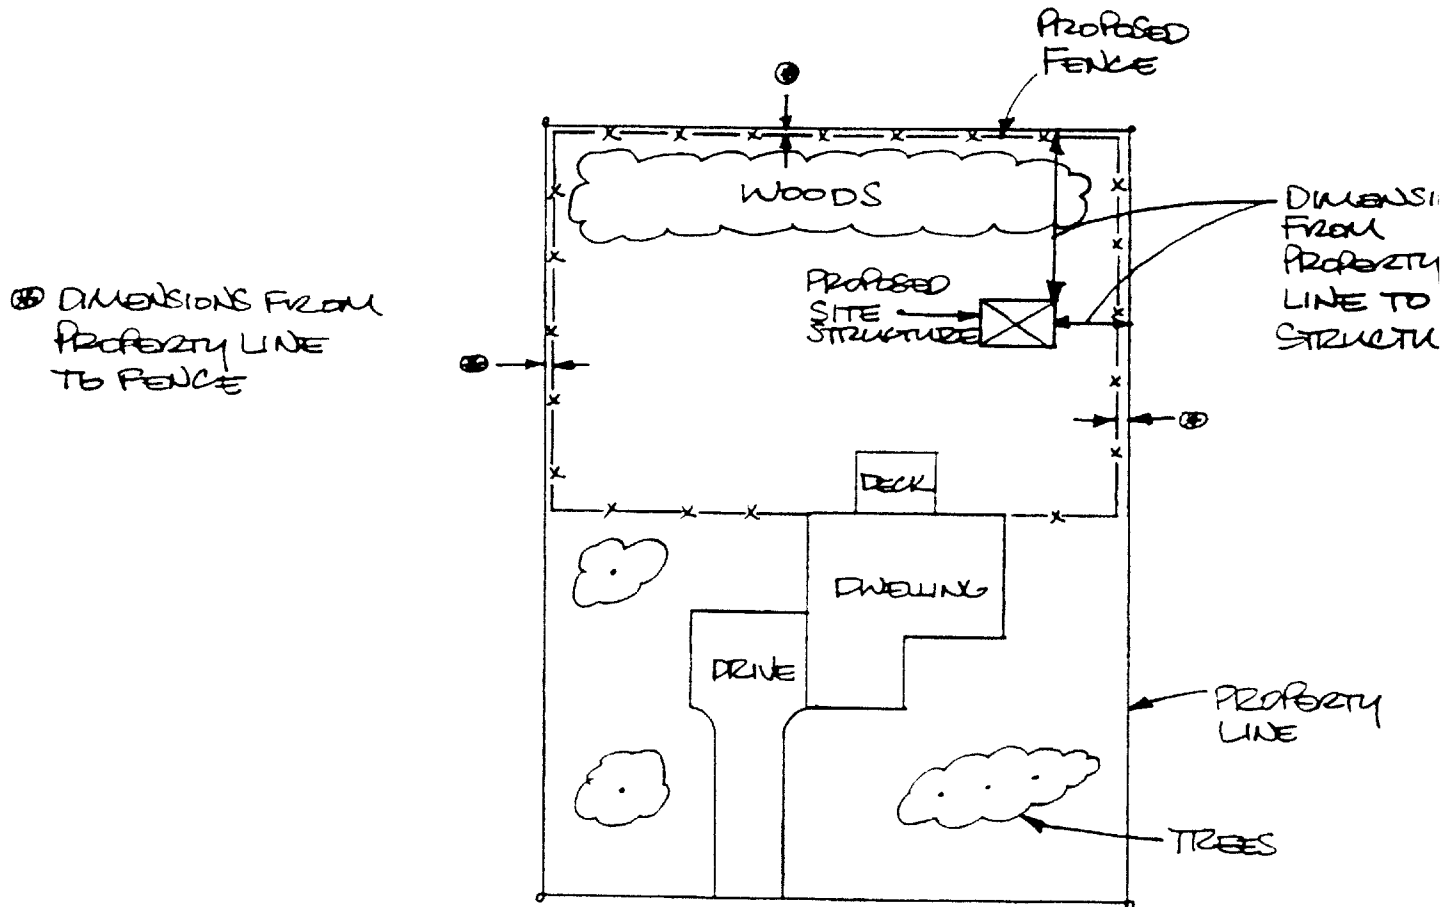 PROPOSED
FENCE
WOODS
DIMENSI
FROM
PROPERTY
LINE TO
STRUCTU
PROPOSED
SITE
STRUCTURE
DIMENSIONS FROM
PROPERTY LINE
TO FENCE
DECK
DWELLING
DRIVE
PROPERTY
LINE
TREES